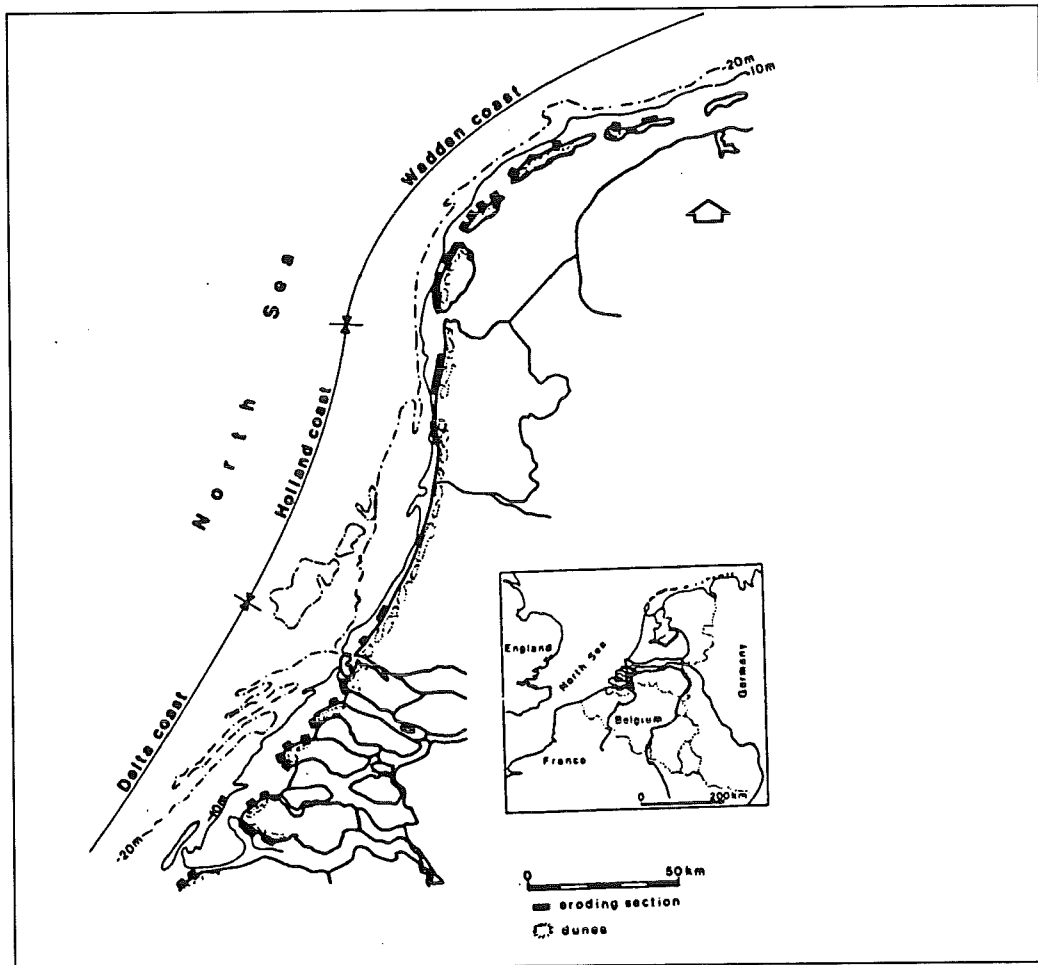 -20m
-10m
Wadden coast
North Sea
Holland coast
Delta coast
-10m
-20m
England
North Sea
Germany
Belgium
France
0 200km
0 50km
eroding section
dunes